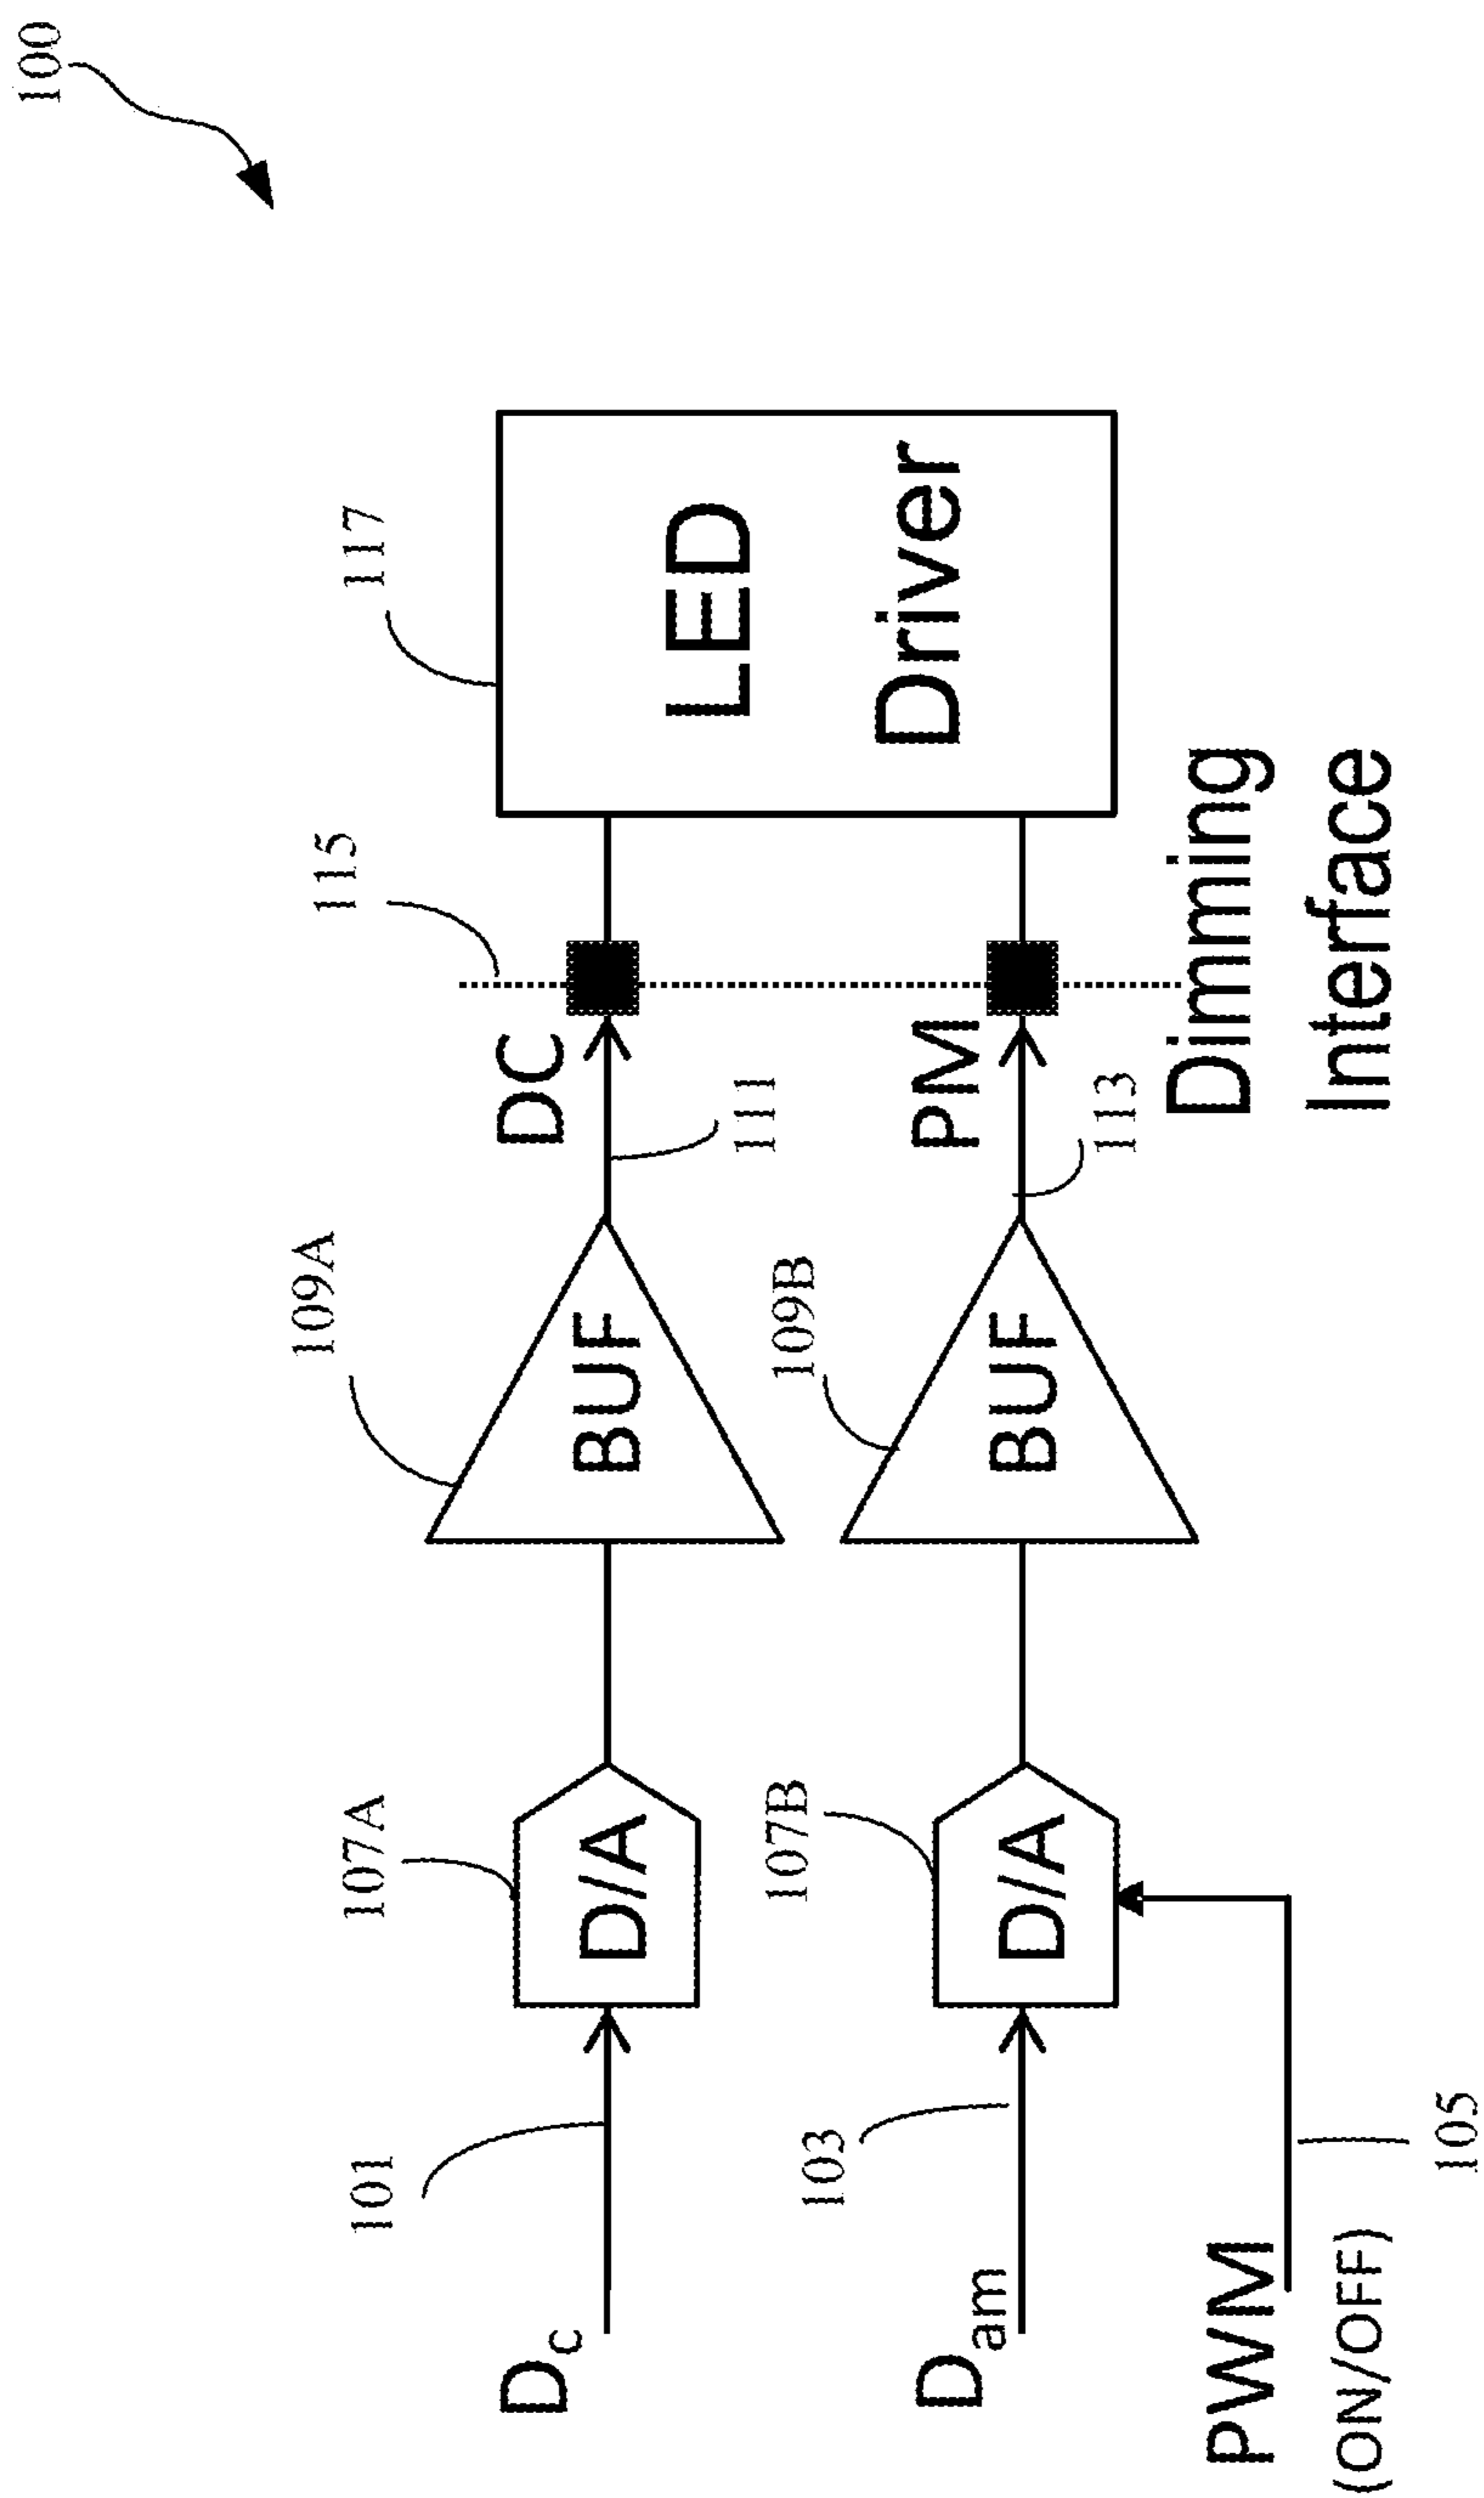 100
117
115
109A
107A
101
LED
Driver
DC
BUF
D/A
Dc
111
109B
107B
103
PM
BUF
D/A
Dam
113
Dimming
Interface
PWM
(ON/OFF)
105